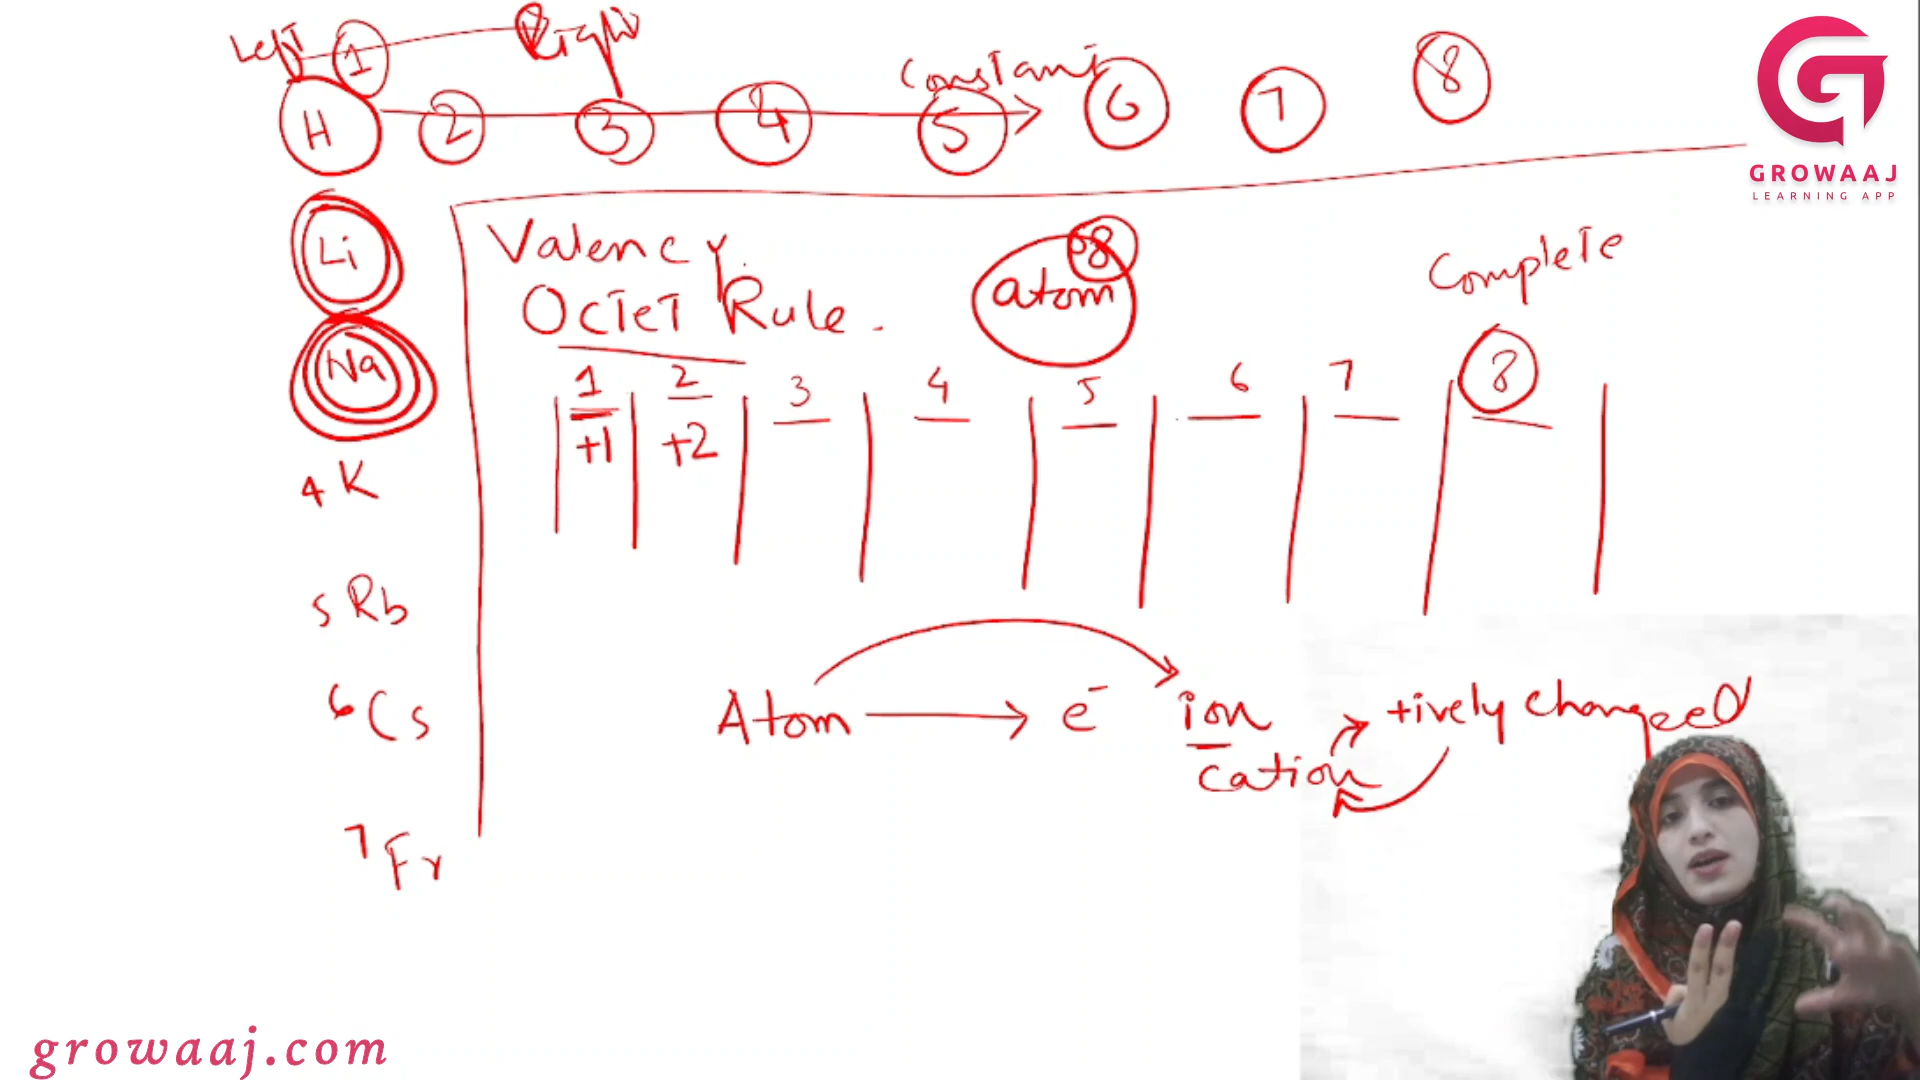 Left 1 Right
H 2 3 4 Constant 5 6 7 8
GROWAAJ
LEARNING APP
Li
Valency
Octet Rule.
atom 8
Complete
Na
1 2 3 4 5 6 7 8
+1 +2
4 K
5 Rb
6 Cs
Atom e⁻ ion +ively changeed
cation
7 Fr
growaaj.com